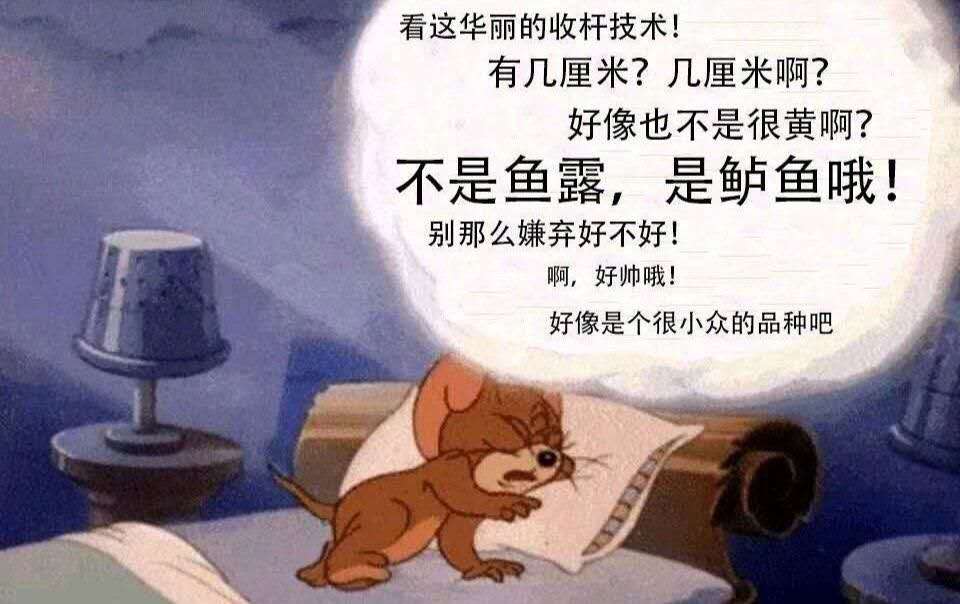 看这华丽的收杆技术！
有几厘米？几厘米啊？
好像也不是很黄啊？
不是鱼露，是鲈鱼哦！
别那么嫌弃好不好！
啊，好帅哦！
好像是个很小众的品种吧